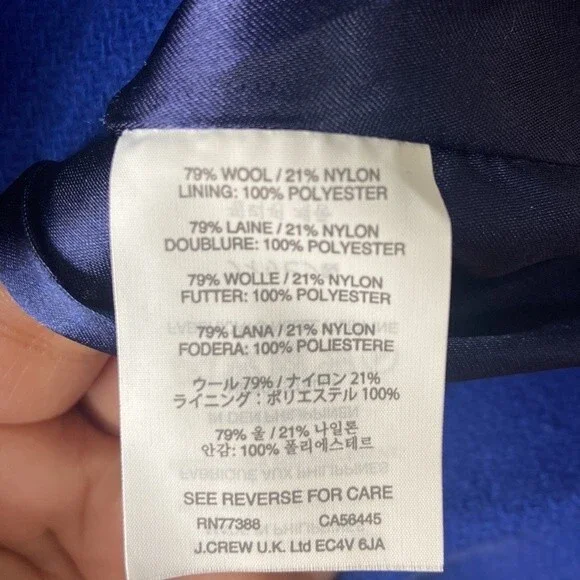 79% WOOL / 21% NYLON
LINING: 100% POLYESTER
79% LAINE / 21% NYLON
DOUBLURE: 100% POLYESTER
79% WOLLE / 21% NYLON
FUTTER: 100% POLYESTER
79% LANA / 21% NYLON
FODERA: 100% POLIESTERE
ウール 79% / ナイロン 21%
ライニング：ポリエステル 100%
79% 울 / 21% 나일론
안감: 100% 폴리에스테르
SEE REVERSE FOR CARE
RN77388 CA56445
J.CREW U.K. Ltd EC4V 6JA